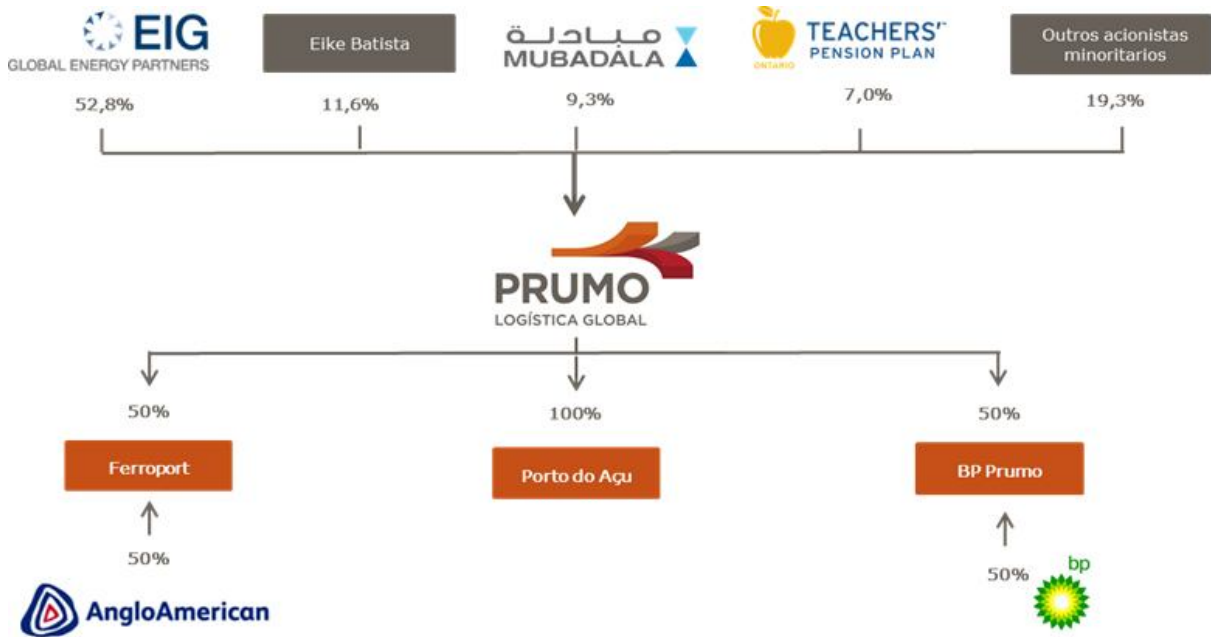 EIG
GLOBAL ENERGY PARTNERS
Eike Batista
مبادلة
MUBADALA
TEACHERS'
PENSION PLAN
ONTARIO
Outros acionistas
minoritarios
52,8%
11,6%
9,3%
7,0%
19,3%
PRUMO
LOGÍSTICA GLOBAL
50%
100%
50%
Ferroport
Porto do Açu
BP Prumo
50%
50%
AngloAmerican
bp